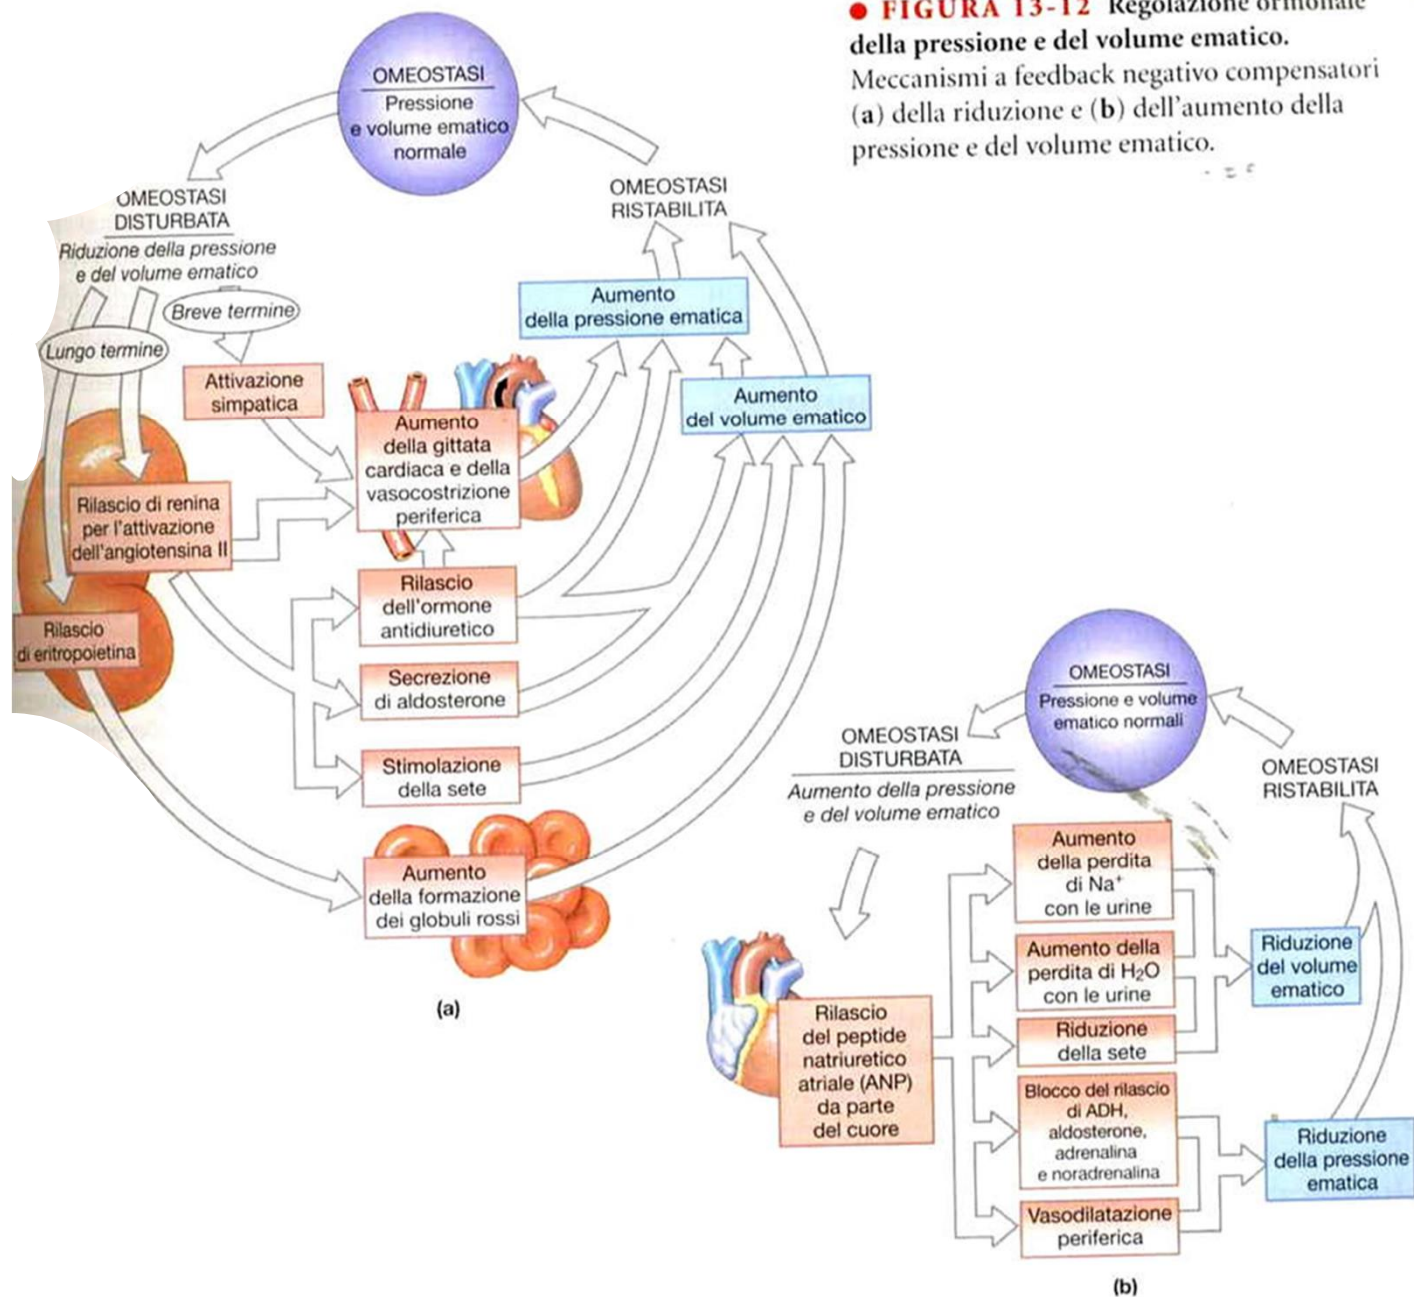 ● FIGURA 13-12 Regolazione ormonale
della pressione e del volume ematico.
Meccanismi a feedback negativo compensatori
(a) della riduzione e (b) dell'aumento della
pressione e del volume ematico.
OMEOSTASI
Pressione
e volume ematico
normale
OMEOSTASI
DISTURBATA
Riduzione della pressione
e del volume ematico
Breve termine
Lungo termine
Attivazione
simpatica
OMEOSTASI
RISTABILITA
Aumento
della pressione ematica
Aumento
del volume ematico
Aumento
della gittata
cardiaca e della
vasocostrizione
periferica
Rilascio di renina
per l'attivazione
dell'angiotensina II
Rilascio
dell'ormone
antidiuretico
Rilascio
di eritropoietina
Secrezione
di aldosterone
Stimolazione
della sete
Aumento
della formazione
dei globuli rossi
(a)
OMEOSTASI
Pressione e volume
ematico normali
OMEOSTASI
DISTURBATA
Aumento della pressione
e del volume ematico
OMEOSTASI
RISTABILITA
Rilascio
del peptide
natriuretico
atriale (ANP)
da parte
del cuore
Aumento
della perdita
di Na⁺
con le urine
Aumento della
perdita di H₂O
con le urine
Riduzione
della sete
Blocco del rilascio
di ADH,
aldosterone,
adrenalina
e noradrenalina
Vasodilatazione
periferica
Riduzione
del volume
ematico
Riduzione
della pressione
ematica
(b)